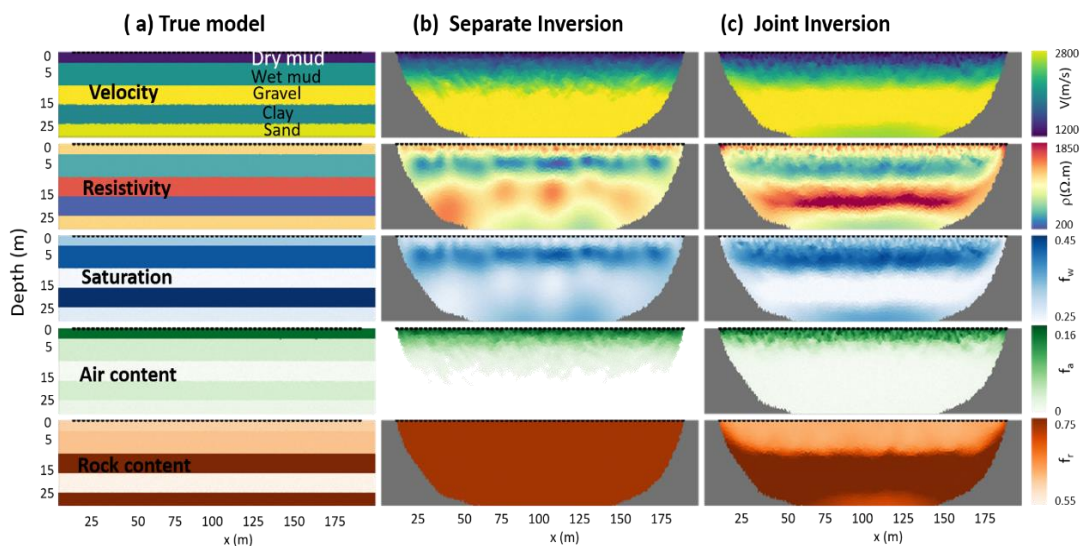 ( a) True model (b) Separate Inversion (c) Joint Inversion
Depth (m)
0
5
15
25
Velocity
Dry mud
Wet mud
Gravel
Clay
Sand
2800
V(m/s)
1200
0
5
15
25
Resistivity
1850
ρ(Ω.m)
200
0
5
15
25
Saturation
0.45
f_w
0.25
0
5
15
25
Air content
0.16
f_a
0
0
5
15
25
Rock content
0.75
f_r
0.55
25 50 75 100 125 150 175
x (m)
25 50 75 100 125 150 175
x (m)
25 50 75 100 125 150 175
x (m)